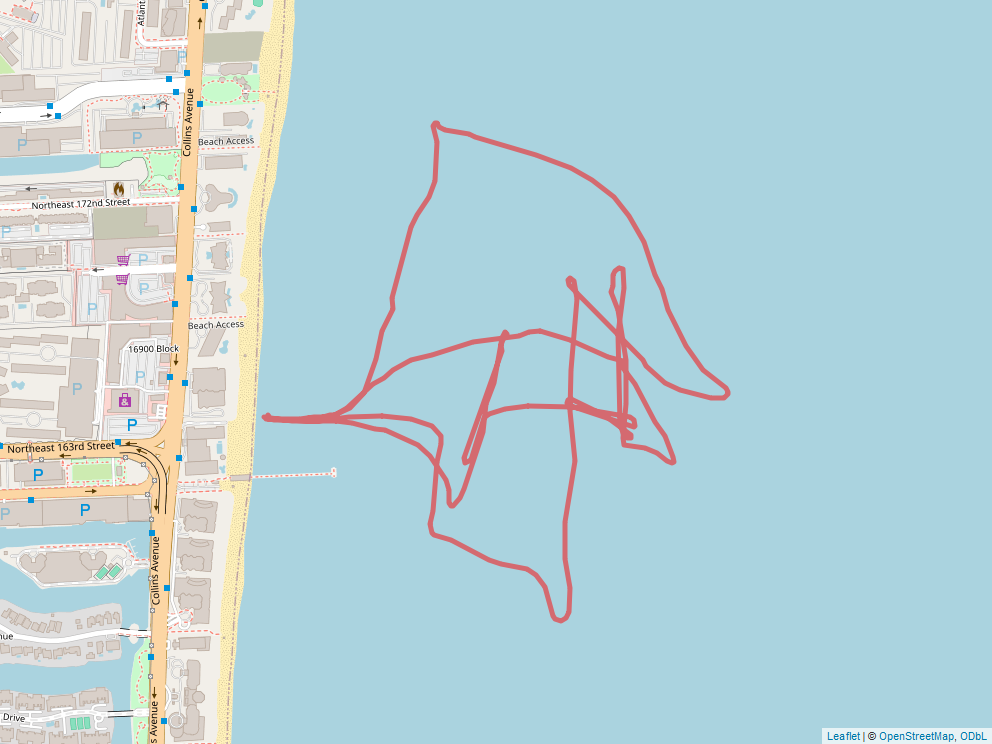 Atlant
Collins Avenue
P
P
Beach Access
Northeast 172nd Street
P
P
P
P
Beach Access
16900 Block
P
P
P
Northeast 163rd Street
P
P
P
Collins Avenue
nue
Drive
s Avenue
Leaflet | © OpenStreetMap, ODbL